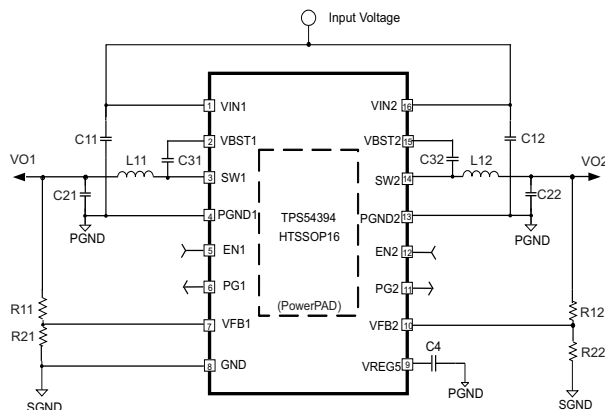 Input Voltage
1 VIN1
VIN2 16
C11
C12
2 VBST1
VBST2 15
VO1
L11
C31
C32
L12
VO2
3 SW1
SW2 14
C21
C22
4 PGND1
PGND2 13
PGND
PGND
TPS54394
HTSSOP16
(PowerPAD)
5 EN1
EN2 12
6 PG1
PG2 11
R11
R12
7 VFB1
VFB2 10
R21
R22
8 GND
VREG5 9
C4
PGND
SGND
SGND